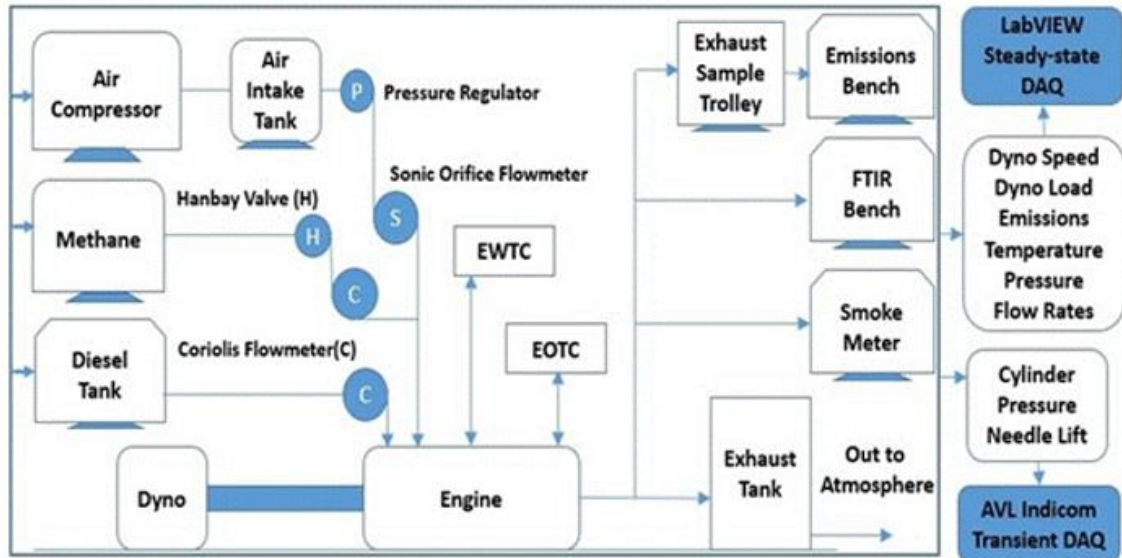 Air
Compressor
Air
Intake
Tank
P
Pressure Regulator
Exhaust
Sample
Trolley
Emissions
Bench
LabVIEW
Steady-state
DAQ
Methane
Hanbay Valve (H)
H
Sonic Orifice Flowmeter
S
C
EWTC
FTIR
Bench
Dyno Speed
Dyno Load
Emissions
Temperature
Pressure
Flow Rates
Diesel
Tank
Coriolis Flowmeter(C)
C
EOTC
Smoke
Meter
Cylinder
Pressure
Needle Lift
Dyno
Engine
Exhaust
Tank
Out to
Atmosphere
AVL Indicom
Transient DAQ